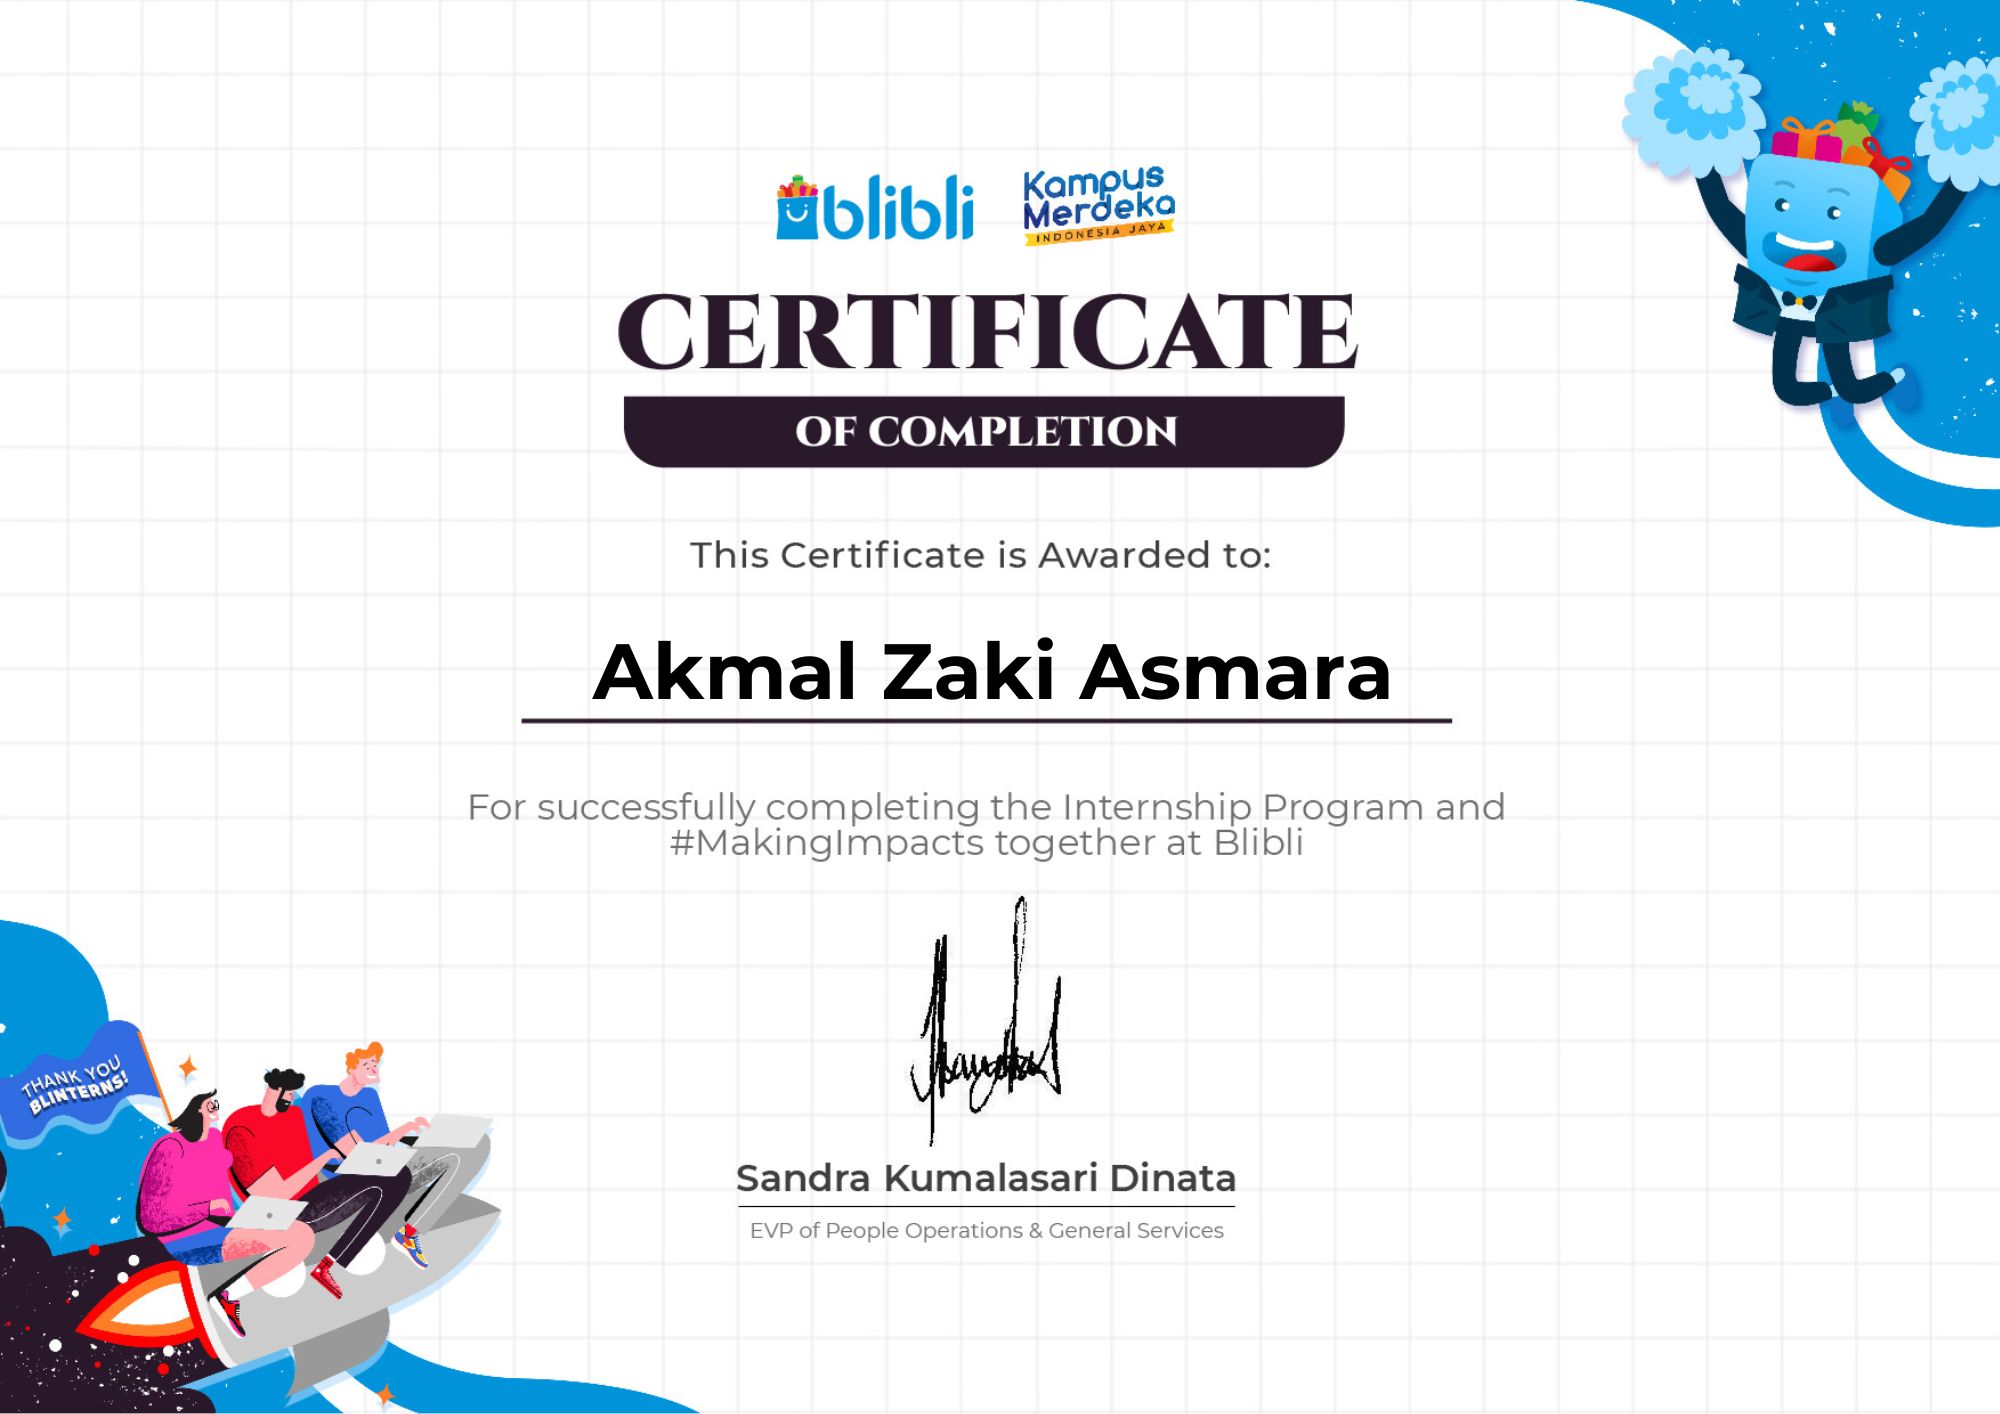 blibli
Kampus
Merdeka
INDONESIA JAYA
CERTIFICATE
OF COMPLETION
This Certificate is Awarded to:
Akmal Zaki Asmara
For successfully completing the Internship Program and
#MakingImpacts together at Blibli
THANK YOU
BLINTERNS!
Sandra Kumalasari Dinata
EVP of People Operations & General Services